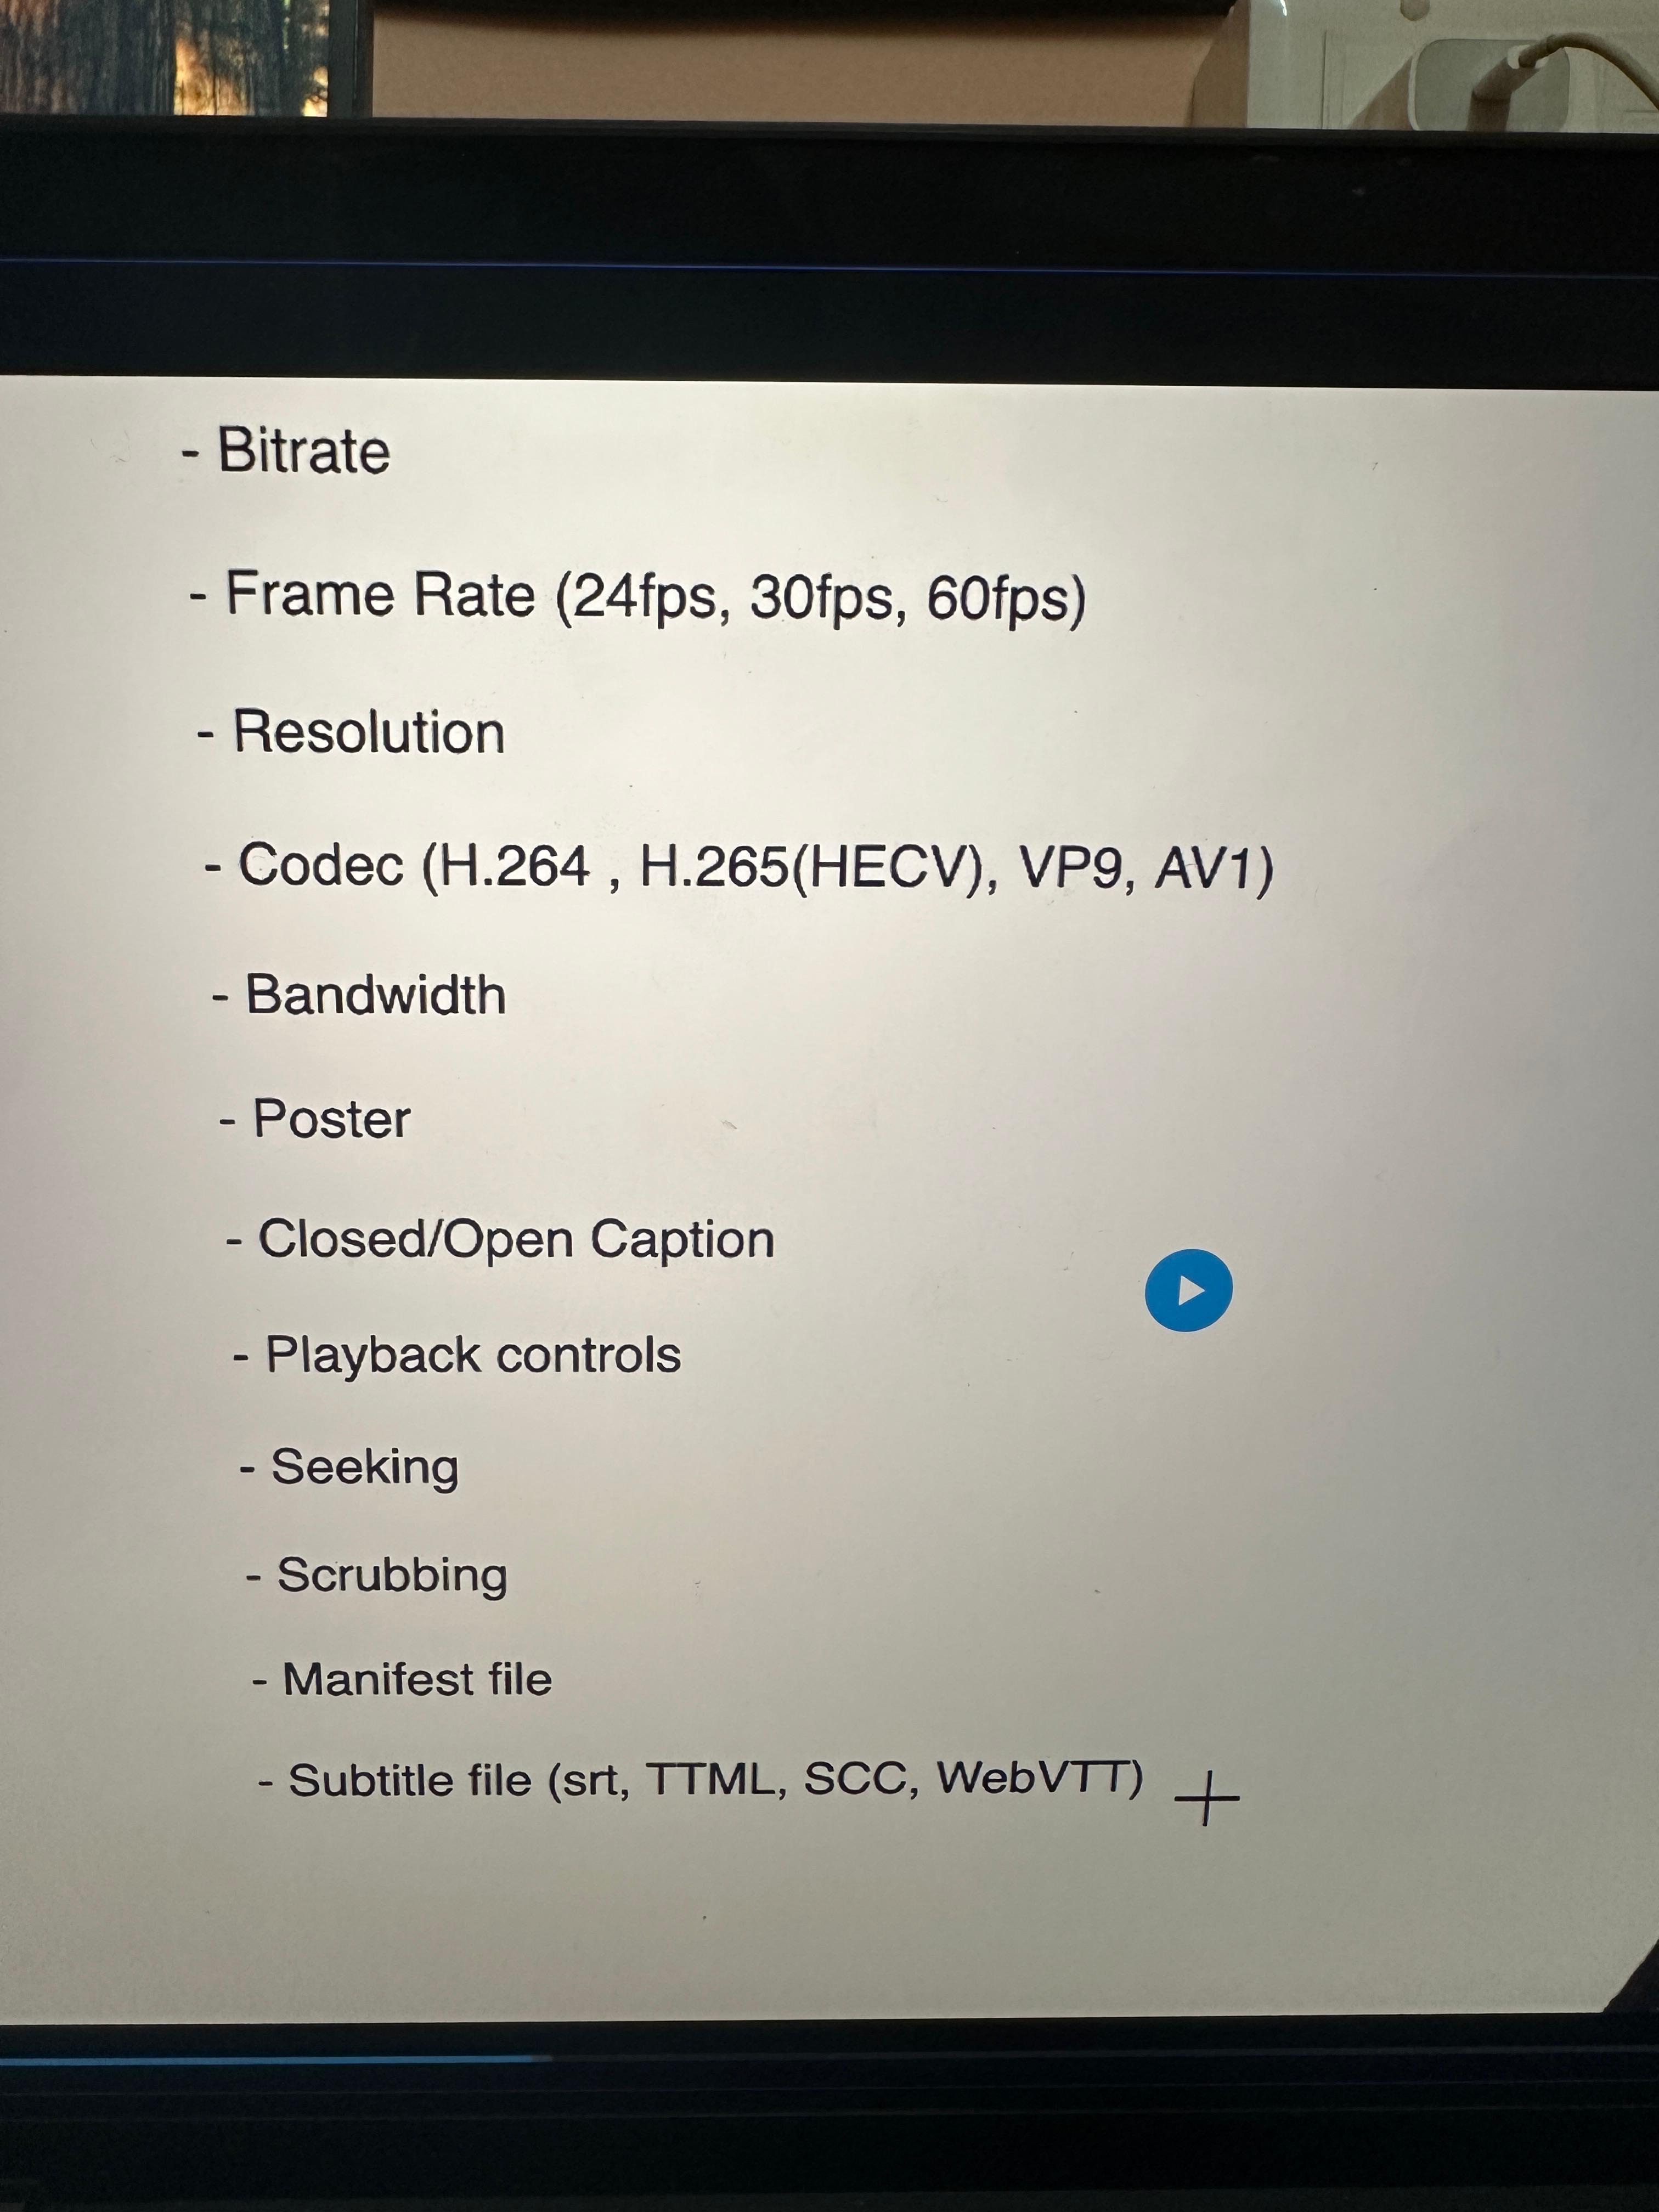 - Bitrate
- Frame Rate (24fps, 30fps, 60fps)
- Resolution
- Codec (H.264 , H.265(HECV), VP9, AV1)
- Bandwidth
- Poster
- Closed/Open Caption
- Playback controls
- Seeking
- Scrubbing
- Manifest file
- Subtitle file (srt, TTML, SCC, WebVTT)